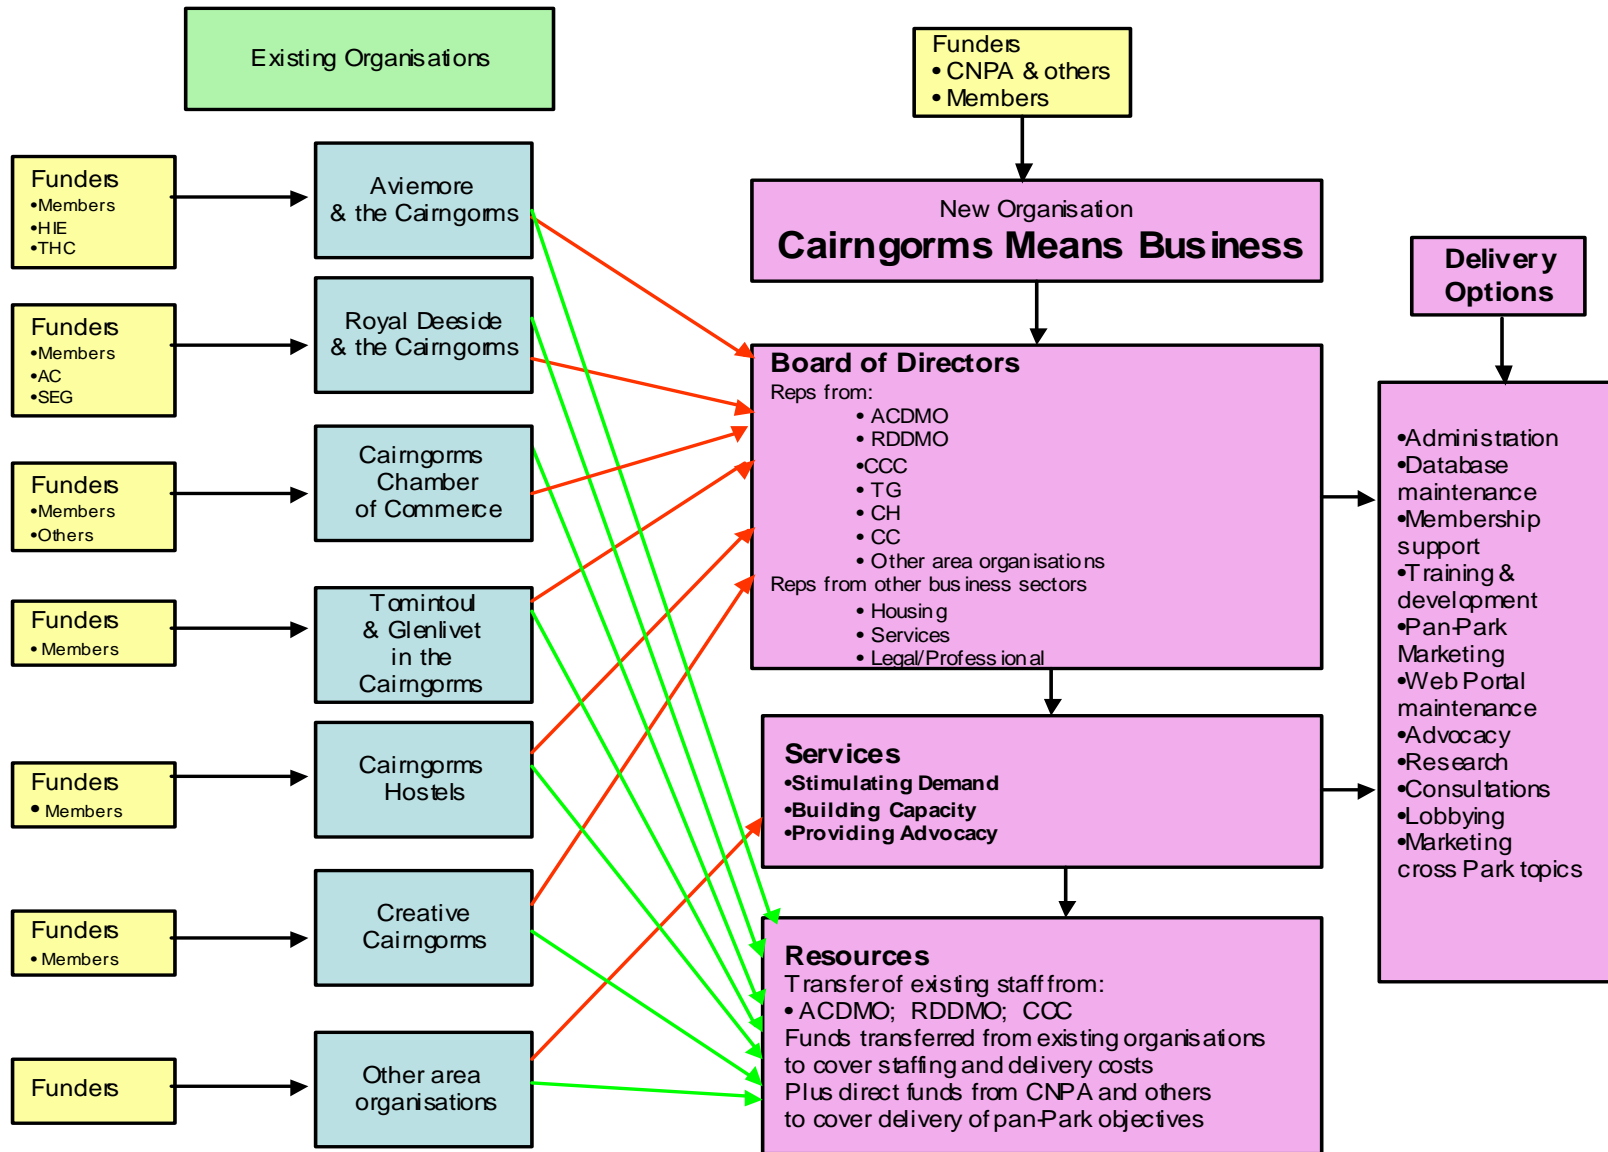 Existing Organisations
Funders
• CNPA & others
• Members
Funders
•Members
•HIE
•THC
Aviemore
& the Cairngorms
New Organisation
Cairngorms Means Business
Delivery
Options
Funders
•Members
•AC
•SEG
Royal Deeside
& the Cairngorms
Board of Directors
Reps from:
• ACDMO
• RDDMO
•CCC
• TG
• CH
• CC
• Other area organisations
Reps from other business sectors
• Housing
• Services
• Legal/Professional
•Administration
•Database
maintenance
•Membership
support
•Training &
development
•Pan-Park
Marketing
•Web Portal
maintenance
•Advocacy
•Research
•Consultations
•Lobbying
•Marketing
cross Park topics
Funders
•Members
•Others
Cairngorms
Chamber
of Commerce
Funders
• Members
Tomintoul
& Glenlivet
in the
Cairngorms
Funders
• Members
Cairngorms
Hostels
Services
•Stimulating Demand
•Building Capacity
•Providing Advocacy
Funders
• Members
Creative
Cairngorms
Resources
Transfer of existing staff from:
• ACDMO; RDDMO; CCC
Funds transferred from existing organisations
to cover staffing and delivery costs
Plus direct funds from CNPA and others
to cover delivery of pan-Park objectives
Funders
Other area
organisations